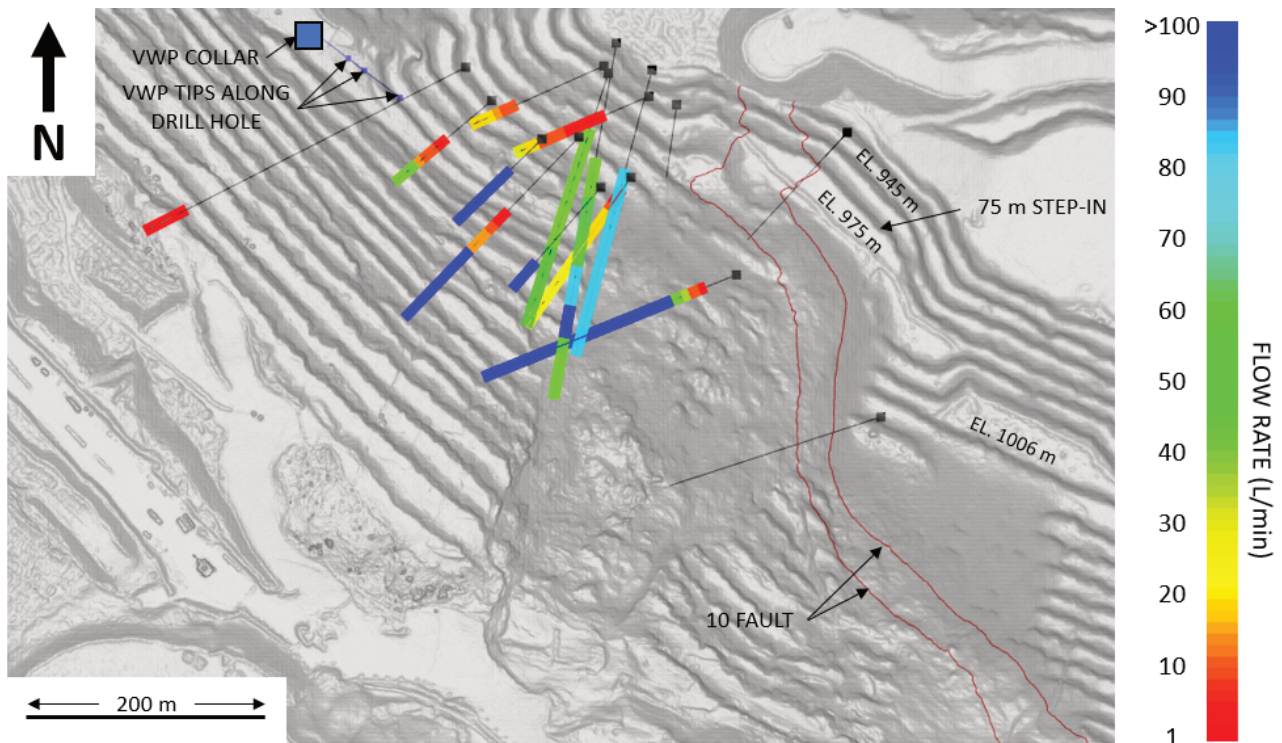 N
VWP COLLAR
VWP TIPS ALONG
DRILL HOLE
EL. 945 m
EL. 975 m
75 m STEP-IN
EL. 1006 m
10 FAULT
200 m
>100
90
80
70
60
50
40
30
20
10
1
FLOW RATE (L/min)